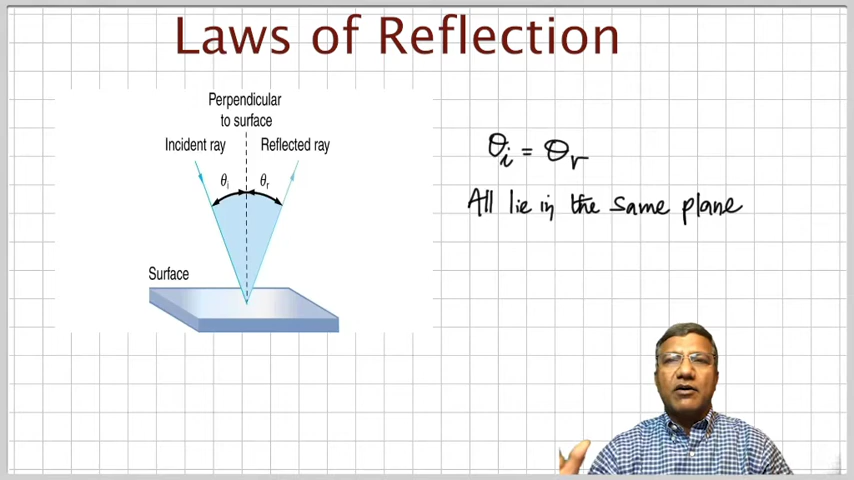 Laws of Reflection
Perpendicular
to surface
Incident ray
Reflected ray
θi
θr
Surface
θi = θr
All lie in the same plane